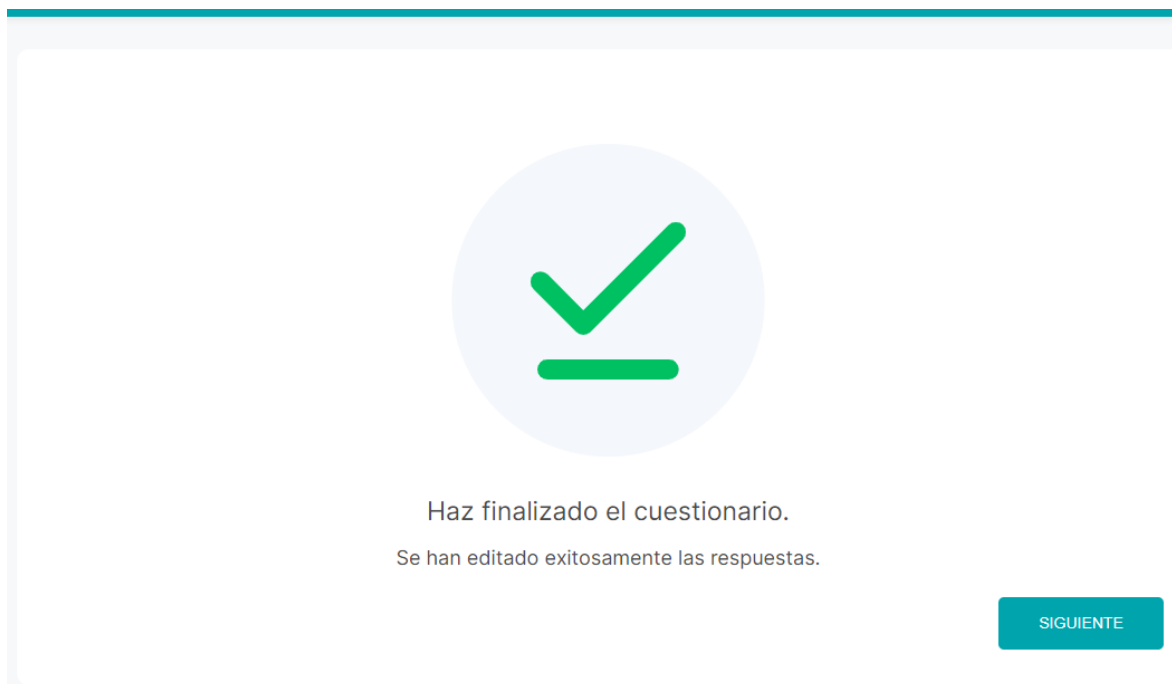 Haz finalizado el cuestionario.
Se han editado exitosamente las respuestas.
SIGUIENTE